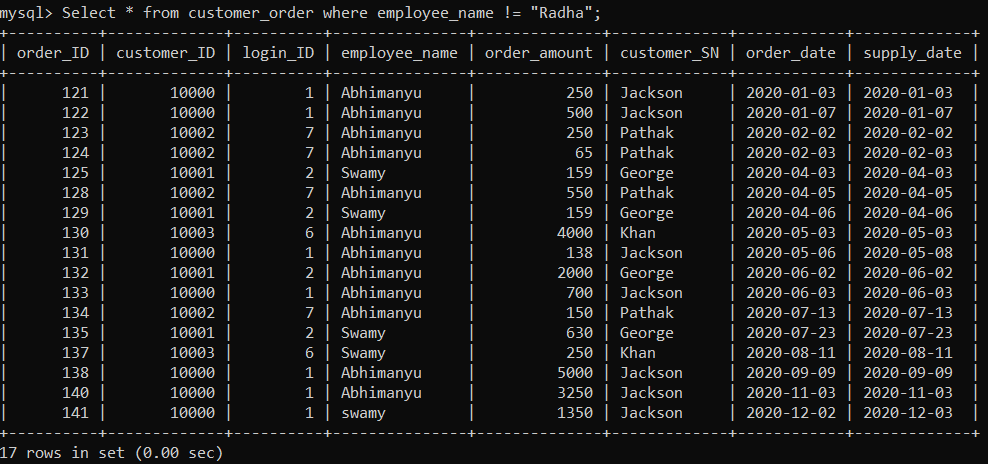 mysql> Select * from customer_order where employee_name != "Radha";
+----------+-------------+----------+---------------+--------------+-------------+------------+-------------+
| order_ID | customer_ID | login_ID | employee_name | order_amount | customer_SN | order_date | supply_date |
+----------+-------------+----------+---------------+--------------+-------------+------------+-------------+
|      121 |       10000 |        1 | Abhimanyu     |          250 | Jackson     | 2020-01-03 | 2020-01-03  |
|      122 |       10000 |        1 | Abhimanyu     |          500 | Jackson     | 2020-01-07 | 2020-01-07  |
|      123 |       10002 |        7 | Abhimanyu     |          250 | Pathak      | 2020-02-02 | 2020-02-02  |
|      124 |       10002 |        7 | Abhimanyu     |           65 | Pathak      | 2020-02-03 | 2020-02-03  |
|      125 |       10001 |        2 | Swamy         |          159 | George      | 2020-04-03 | 2020-04-03  |
|      128 |       10002 |        7 | Abhimanyu     |          550 | Pathak      | 2020-04-05 | 2020-04-05  |
|      129 |       10001 |        2 | Swamy         |          159 | George      | 2020-04-06 | 2020-04-06  |
|      130 |       10003 |        6 | Abhimanyu     |         4000 | Khan        | 2020-05-03 | 2020-05-03  |
|      131 |       10000 |        1 | Abhimanyu     |          138 | Jackson     | 2020-05-06 | 2020-05-08  |
|      132 |       10001 |        2 | Abhimanyu     |         2000 | George      | 2020-06-02 | 2020-06-02  |
|      133 |       10000 |        1 | Abhimanyu     |          700 | Jackson     | 2020-06-03 | 2020-06-03  |
|      134 |       10002 |        7 | Abhimanyu     |          150 | Pathak      | 2020-07-13 | 2020-07-13  |
|      135 |       10001 |        2 | Swamy         |          630 | George      | 2020-07-23 | 2020-07-23  |
|      137 |       10003 |        6 | Swamy         |          250 | Khan        | 2020-08-11 | 2020-08-11  |
|      138 |       10000 |        1 | Abhimanyu     |         5000 | Jackson     | 2020-09-09 | 2020-09-09  |
|      140 |       10000 |        1 | Abhimanyu     |         3250 | Jackson     | 2020-11-03 | 2020-11-03  |
|      141 |       10000 |        1 | swamy         |         1350 | Jackson     | 2020-12-02 | 2020-12-03  |
+----------+-------------+----------+---------------+--------------+-------------+------------+-------------+
17 rows in set (0.00 sec)